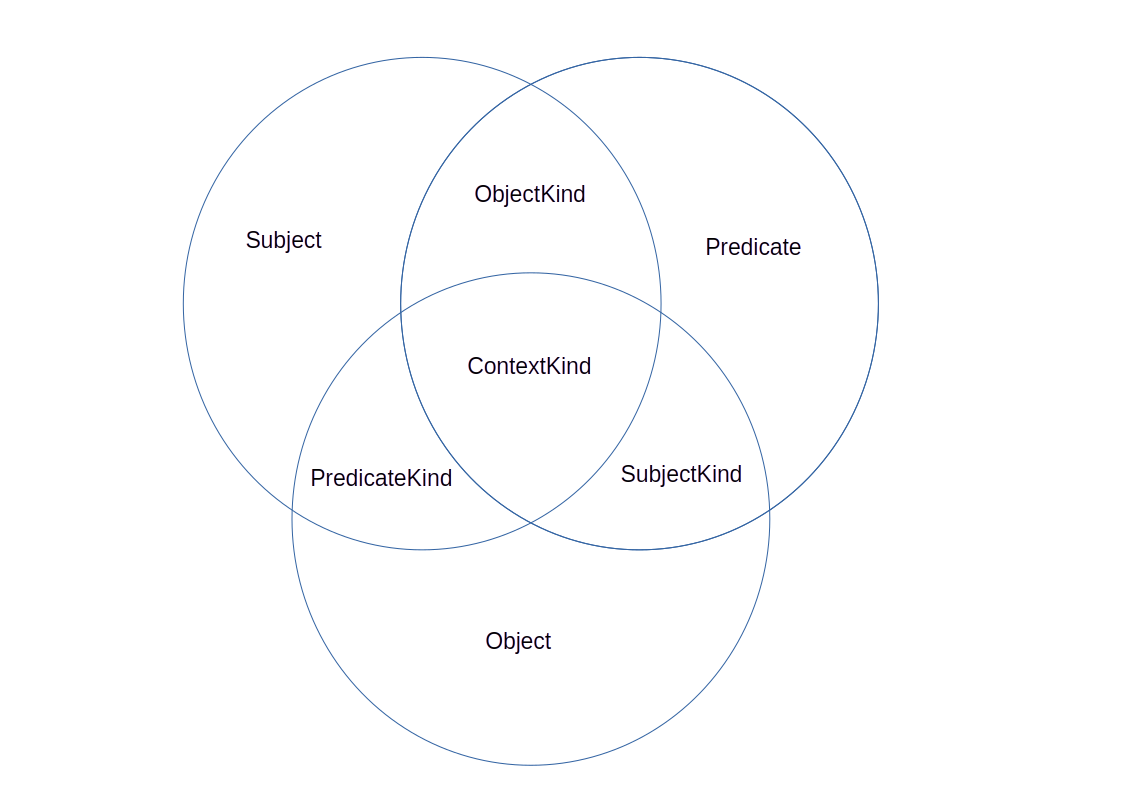 ObjectKind
Subject
Predicate
ContextKind
PredicateKind
SubjectKind
Object